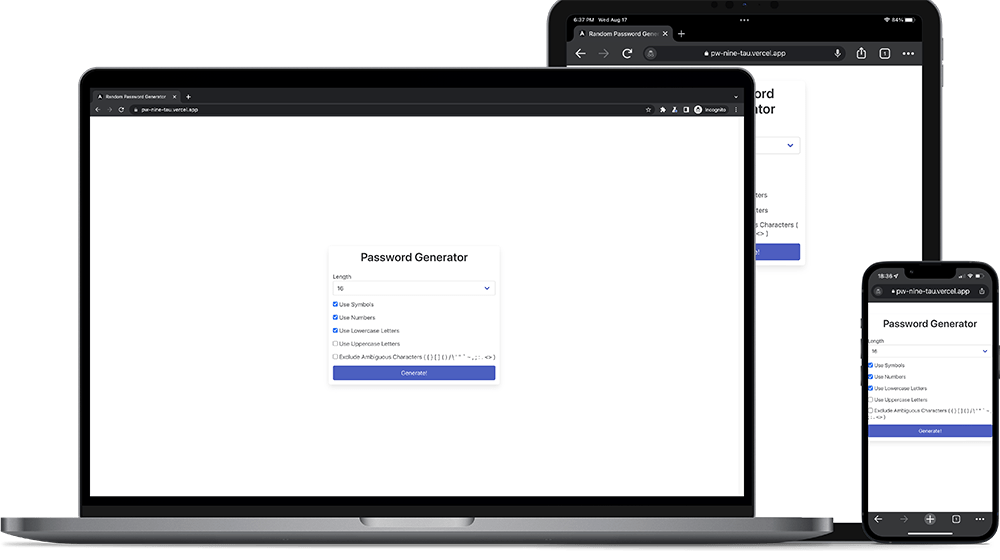 6:37 PM Wed Aug 17
84%
Random Password Gener
pw-nine-tau.vercel.app
1
ord
ator
ters
ters
s Characters (
<> )
!
Random Password Generator
pw-nine-tau.vercel.app
Incognito
Password Generator
Length
16
Use Symbols
Use Numbers
Use Lowercase Letters
Use Uppercase Letters
Exclude Ambiguous Characters ( { } [ ] ( ) / \ ' " ` ~ , ; : . < > )
Generate!
18:36
pw-nine-tau.vercel.app
Password Generator
Length
16
Use Symbols
Use Numbers
Use Lowercase Letters
Use Uppercase Letters
Exclude Ambiguous Characters ( { } [ ] ( ) / \ ' " ` ~ ,
; : . < > )
Generate!
1